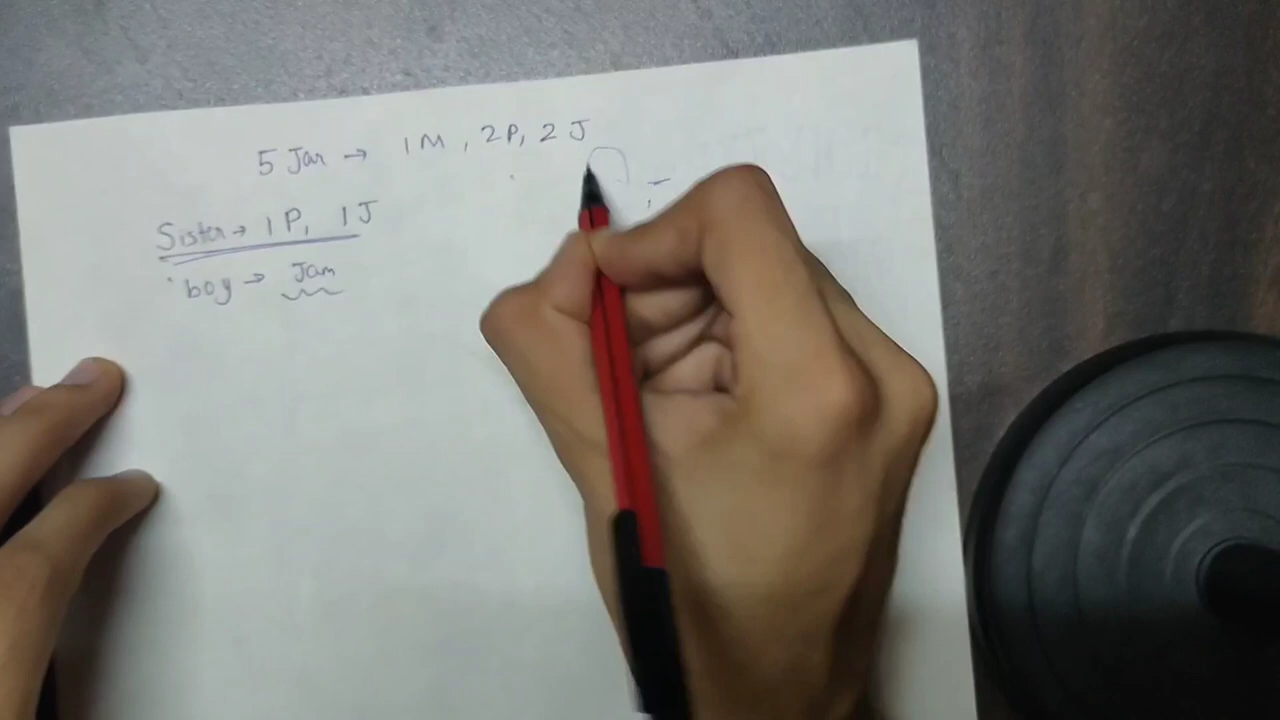 5 Jar → 1M, 2P, 2J
Sister → 1P, 1J
boy → Jam